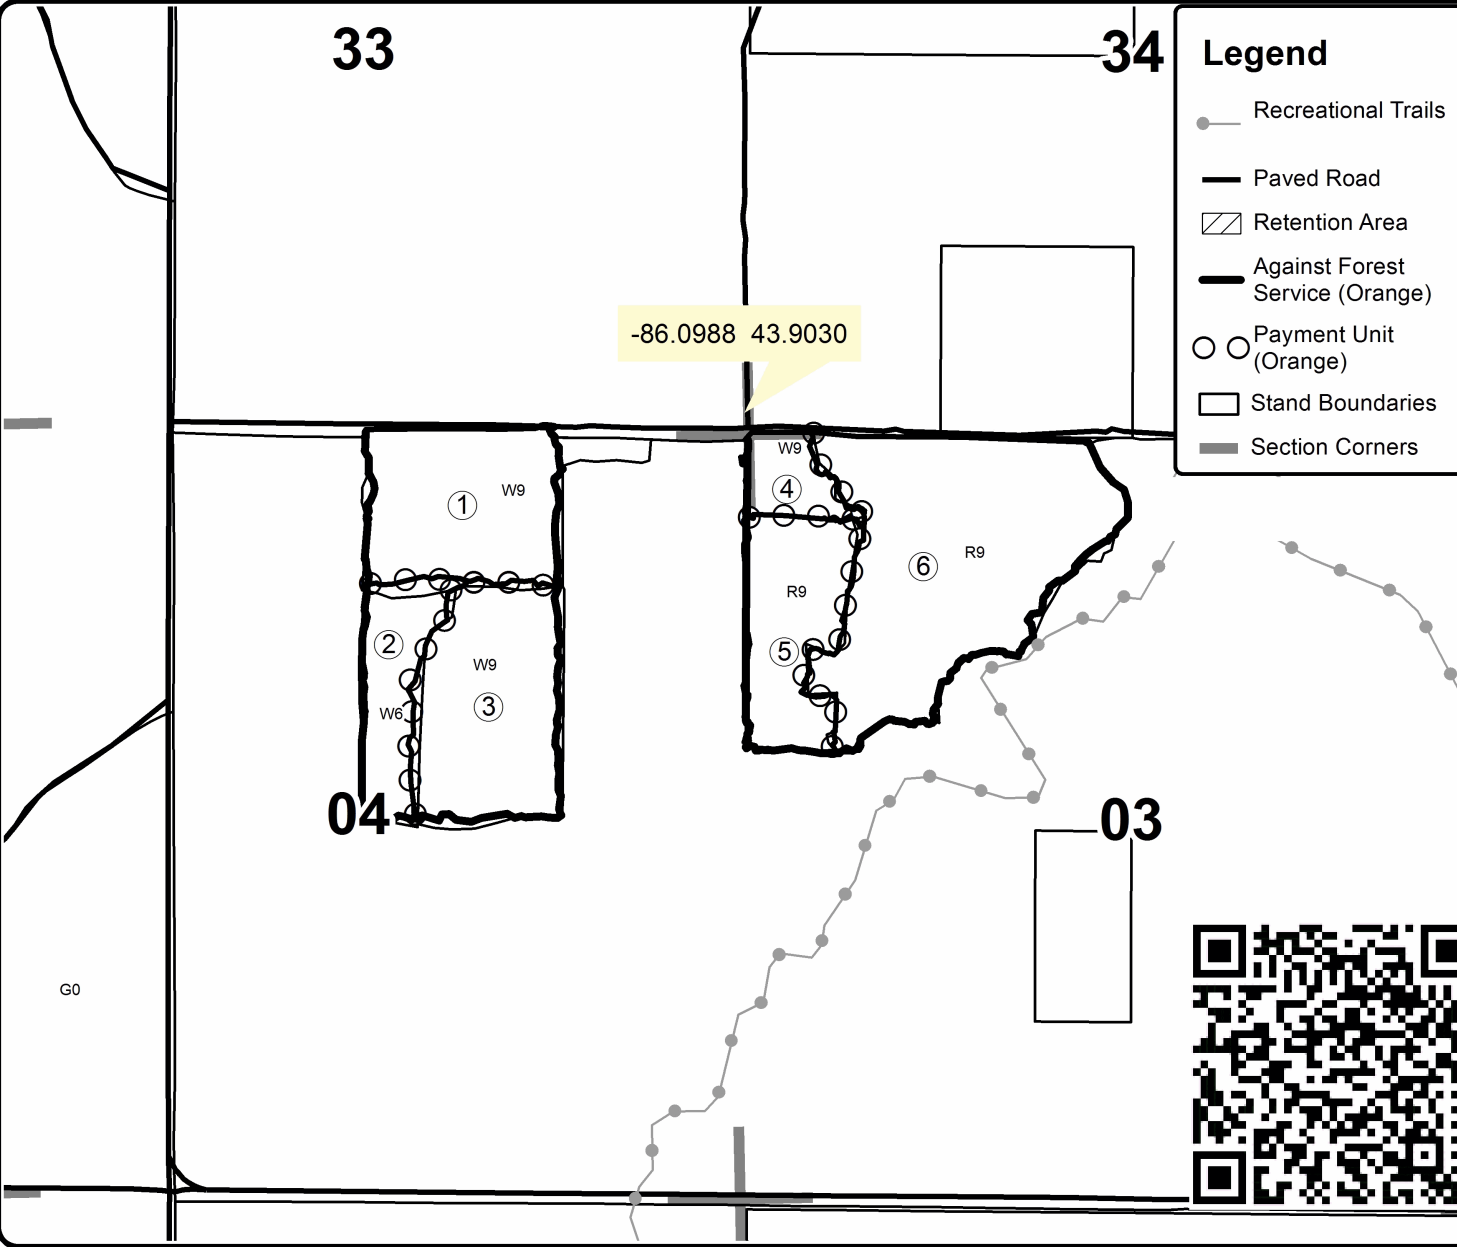 33
34
Legend
Recreational Trails
Paved Road
Retention Area
Against Forest
Service (Orange)
Payment Unit
(Orange)
Stand Boundaries
Section Corners
-86.0988 43.9030
W9
1
W9
4
R9
6
R9
2
W9
5
3
W6
04
03
G0